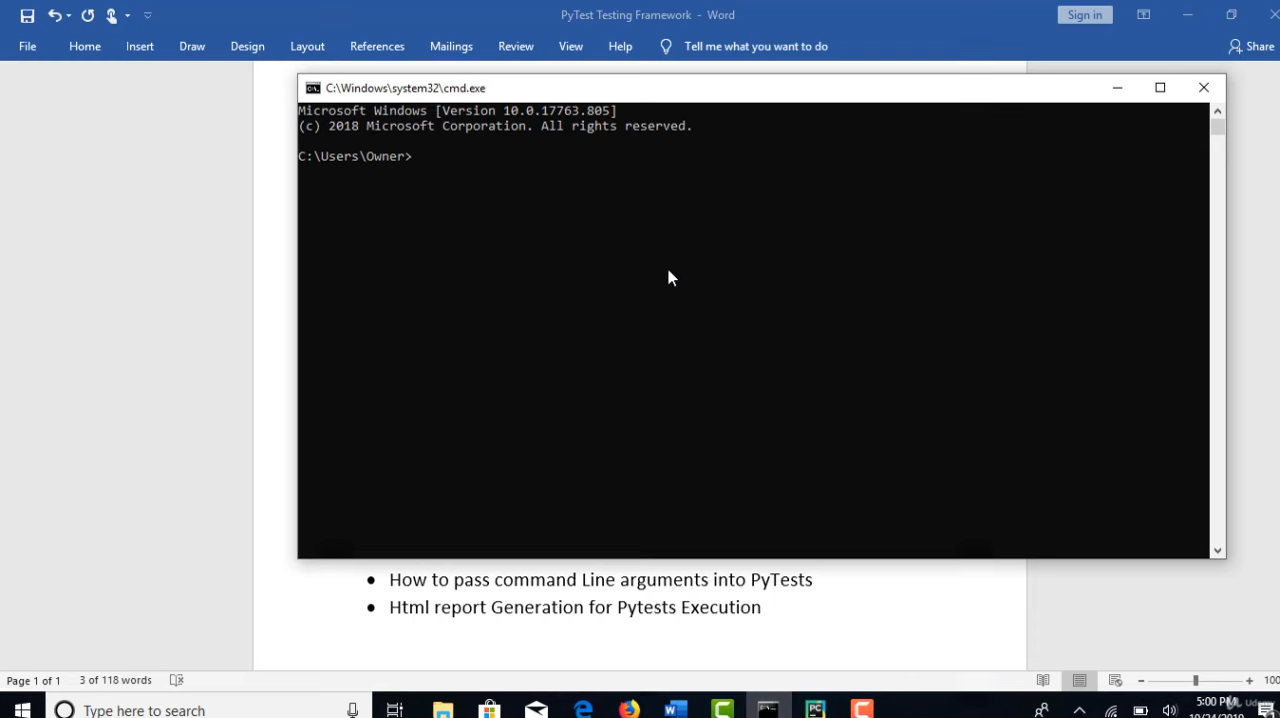 PyTest Testing Framework - Word
Sign in
File Home Insert Draw Design Layout References Mailings Review View Help Tell me what you want to do Share
C:\Windows\system32\cmd.exe
Microsoft Windows [Version 10.0.17763.805]
(c) 2018 Microsoft Corporation. All rights reserved.
C:\Users\Owner>
• How to pass command Line arguments into PyTests
• Html report Generation for Pytests Execution
Page 1 of 1 3 of 118 words 100
Type here to search
5:00 PM